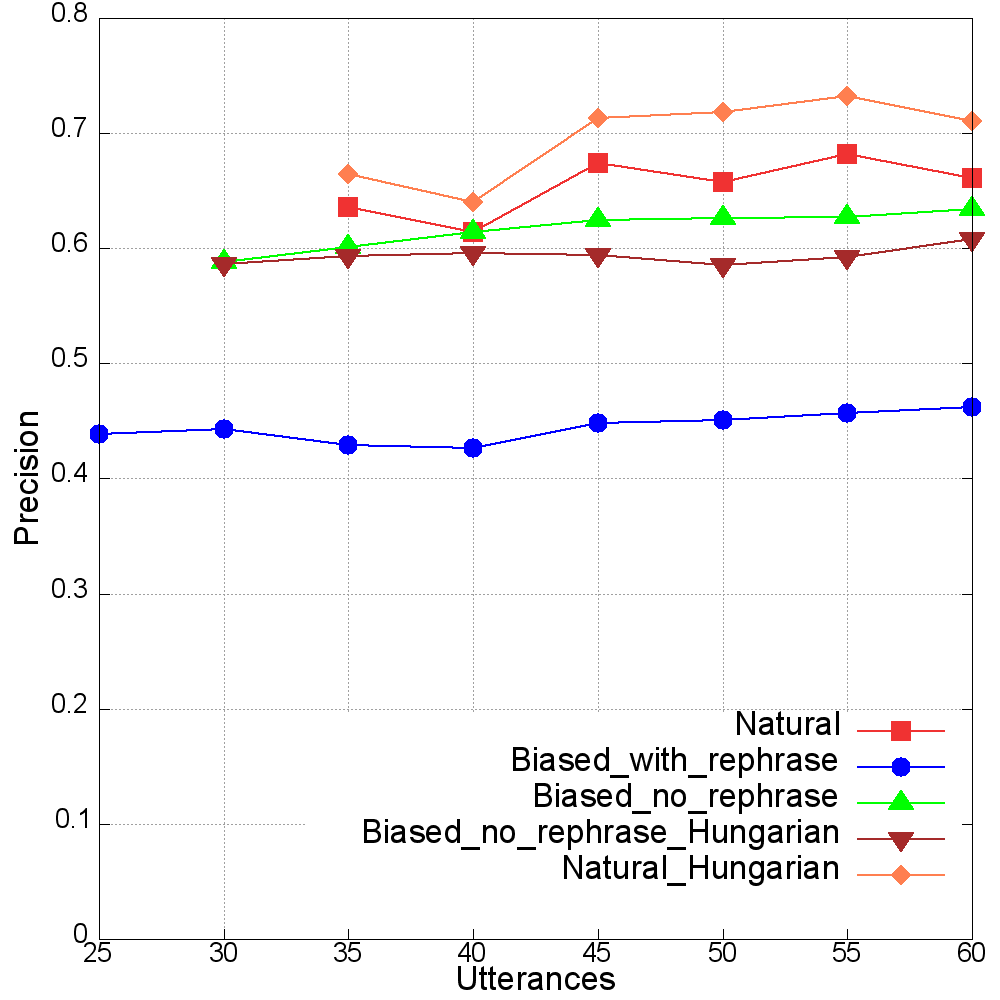 0.8
0.7
0.6
0.5
0.4
0.3
0.2
0.1
0
Precision
Natural
Biased_with_rephrase
Biased_no_rephrase
Biased_no_rephrase_Hungarian
Natural_Hungarian
25 30 35 40 45 50 55 60
Utterances